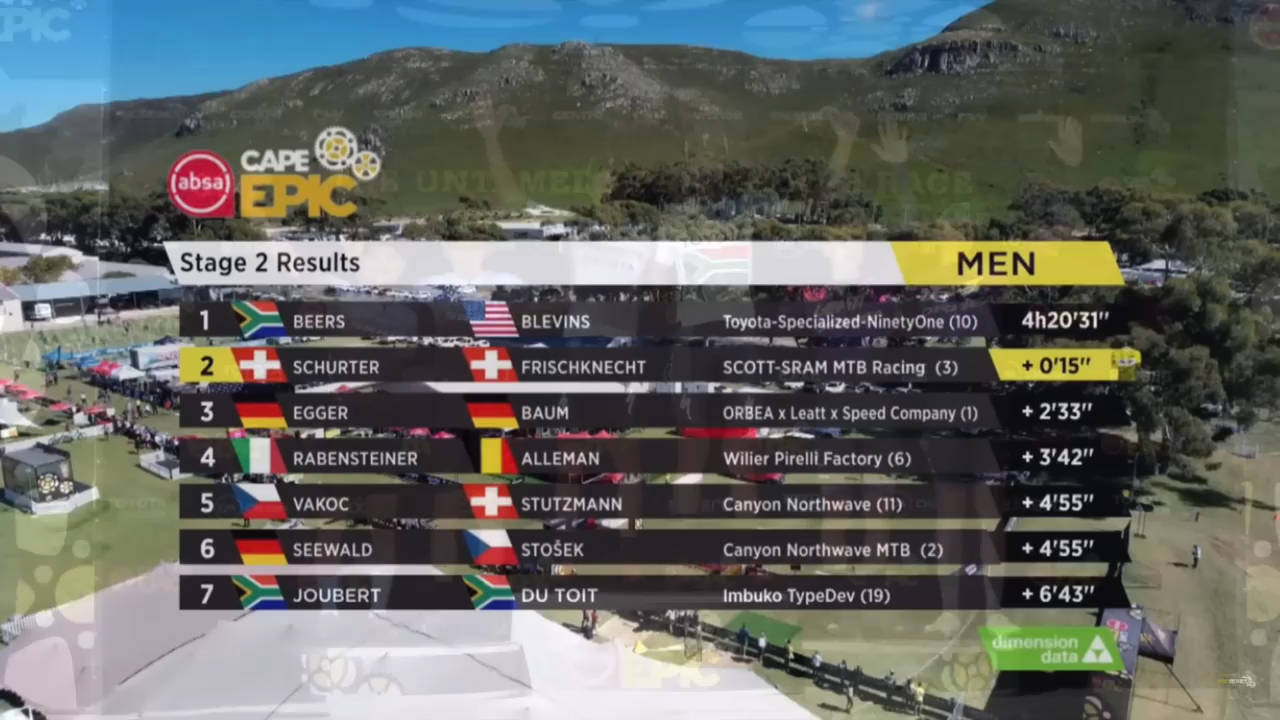 EPIC
absa
CAPE
EPIC
UNTAMED
Stage 2 Results
MEN
1 BEERS BLEVINS Toyota-Specialized-NinetyOne (10) 4h20'31''
2 SCHURTER FRISCHKNECHT SCOTT-SRAM MTB Racing (3) + 0'15''
3 EGGER BAUM ORBEA x Leatt x Speed Company (1) + 2'33''
4 RABENSTEINER ALLEMAN Wilier Pirelli Factory (6) + 3'42''
5 VAKOC STUTZMANN Canyon Northwave (11) + 4'55''
6 SEEWALD STOŠEK Canyon Northwave MTB (2) + 4'55''
7 JOUBERT DU TOIT Imbuko TypeDev (19) + 6'43''
dimension
data
EPIC